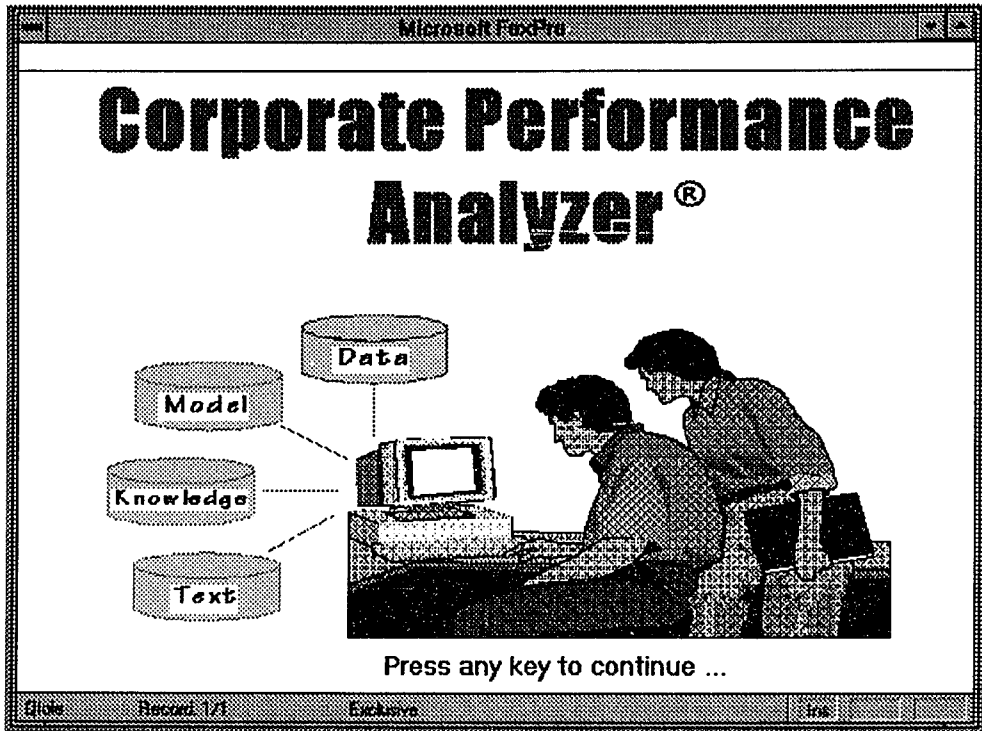 Microsoft FoxPro
Corporate Performance
Analyzer ®
Data
Model
Knowledge
Text
Press any key to continue ...
Record: 1/1 Exclusive Ins